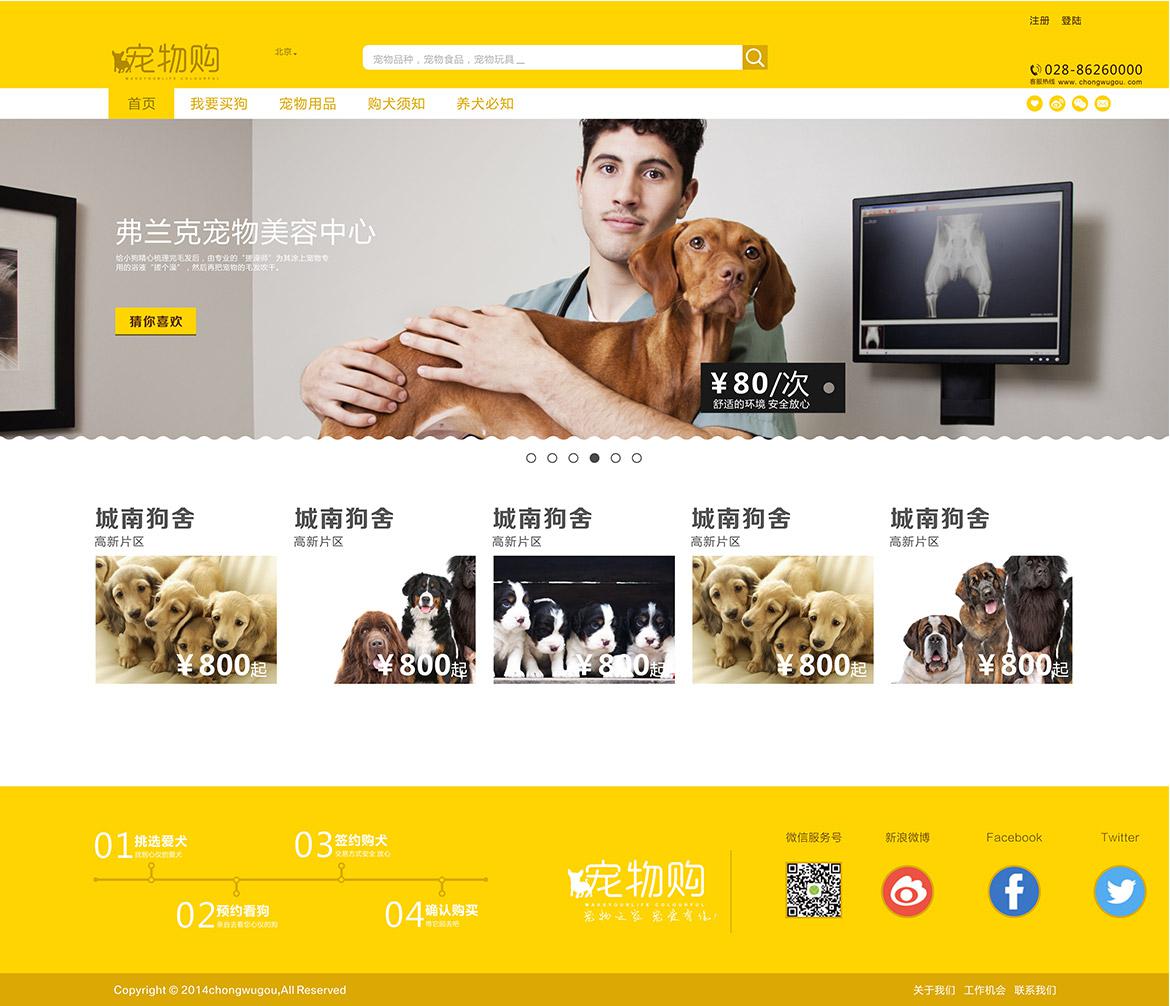 注册 登陆
宠物购
MAKEYOURLIFE COLOURFUL
北京
宠物品种，宠物食品，宠物玩具
028-86260000
客服热线 www.chongwugou.com
首页 我要买狗 宠物用品 购犬须知 养犬必知
弗兰克宠物美容中心
给小狗精心梳理完毛发后，由专业的“搓澡师”为其涂上宠物专
用的浴液“搓个澡”，然后再把宠物的毛发吹干。
猜你喜欢
¥80/次
舒适的环境 安全放心
城南狗舍 城南狗舍 城南狗舍 城南狗舍 城南狗舍
高新片区 高新片区 高新片区 高新片区 高新片区
¥800起 ¥800起 ¥800起 ¥800起 ¥800起
01 挑选爱犬
找到心仪的爱犬
03 签约购犬
交易方式安全 放心
02 预约看狗
亲自去看您心仪的狗
04 确认购买
带它回去吧
宠物购
MAKEYOURLIFE COLOURFUL
宠物之家 宠爱有佳!
微信服务号 新浪微博 Facebook Twitter
Copyright © 2014chongwugou,All Reserved
关于我们 工作机会 联系我们